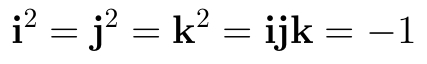 i² = j² = k² = ijk = −1